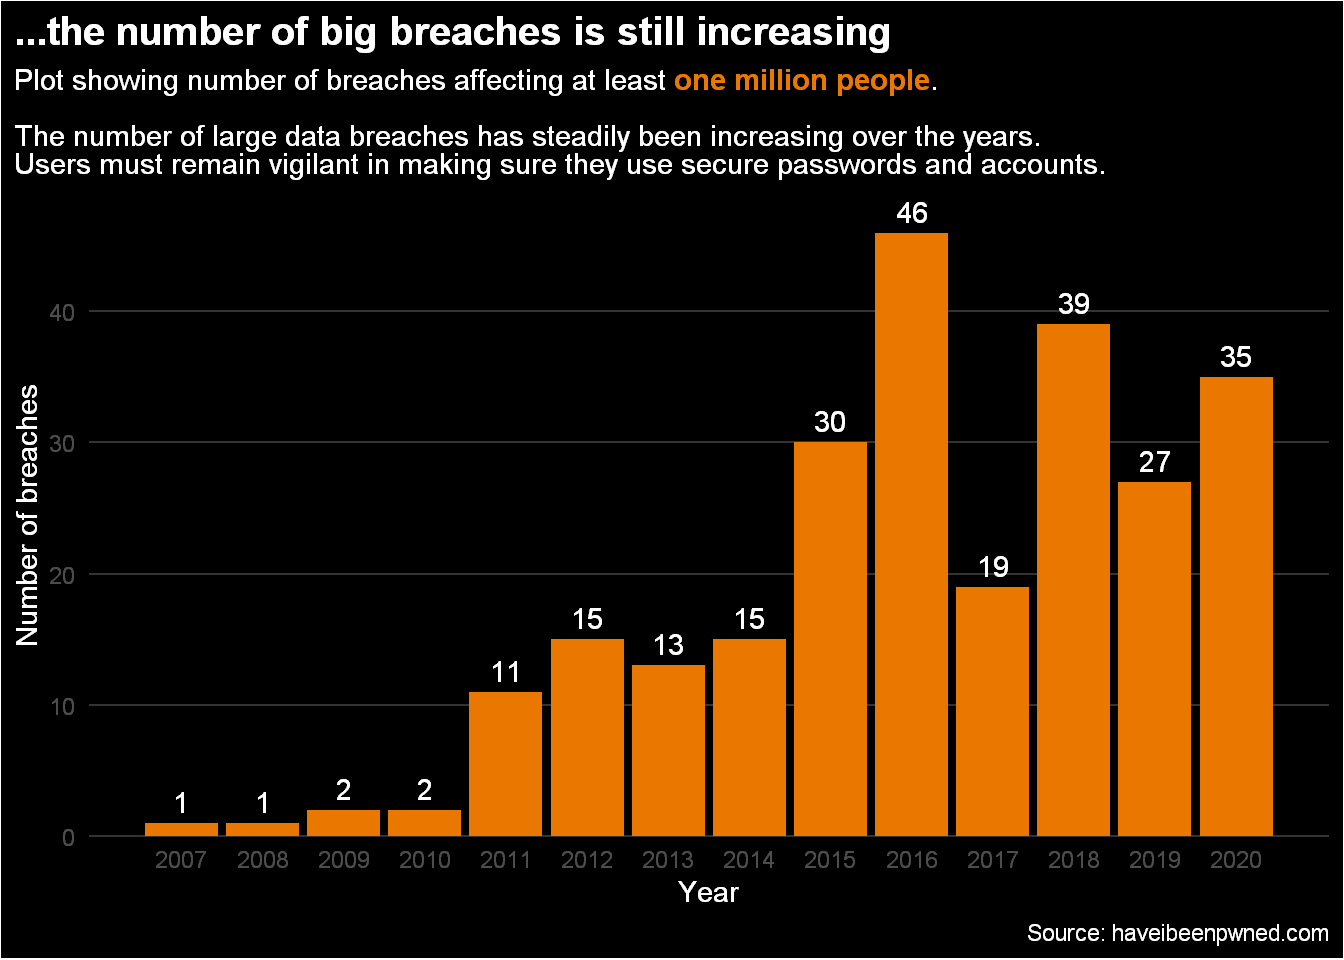 ...the number of big breaches is still increasing
Plot showing number of breaches affecting at least one million people.
The number of large data breaches has steadily been increasing over the years.
Users must remain vigilant in making sure they use secure passwords and accounts.
46
39
35
30
27
19
15
13
15
11
2
2
1
1
40
30
20
10
0
Number of breaches
2007 2008 2009 2010 2011 2012 2013 2014 2015 2016 2017 2018 2019 2020
Year
Source: haveibeenpwned.com